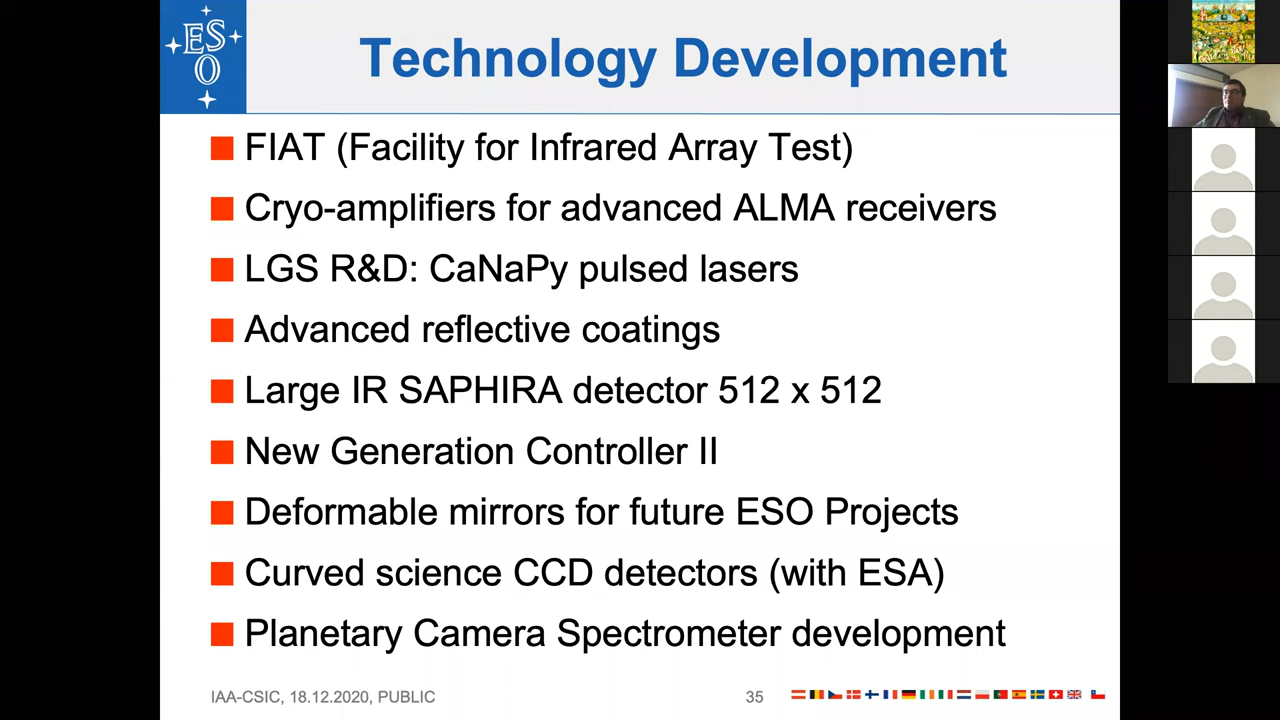 ESO
Technology Development
FIAT (Facility for Infrared Array Test)
Cryo-amplifiers for advanced ALMA receivers
LGS R&D: CaNaPy pulsed lasers
Advanced reflective coatings
Large IR SAPHIRA detector 512 x 512
New Generation Controller II
Deformable mirrors for future ESO Projects
Curved science CCD detectors (with ESA)
Planetary Camera Spectrometer development
IAA-CSIC, 18.12.2020, PUBLIC
35